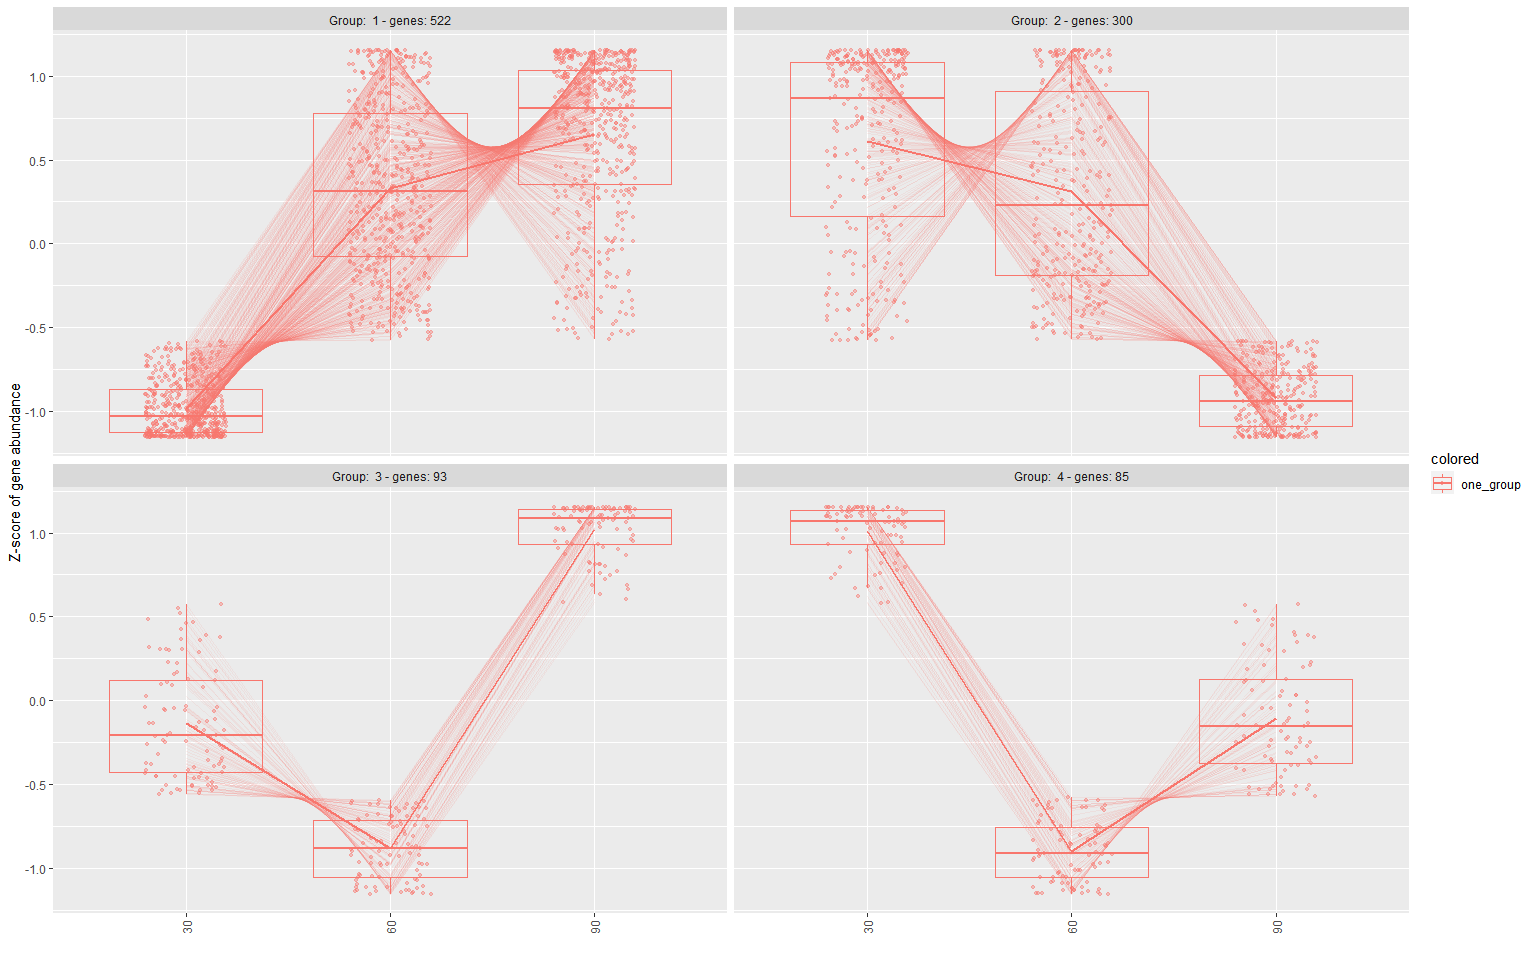 Group:  1 - genes: 522
Group:  2 - genes: 300
1.0
0.5
0.0
-0.5
-1.0
Z-score of gene abundance
Group:  3 - genes: 93
Group:  4 - genes: 85
colored
one_group
1.0
0.5
0.0
-0.5
-1.0
30
60
90
30
60
90